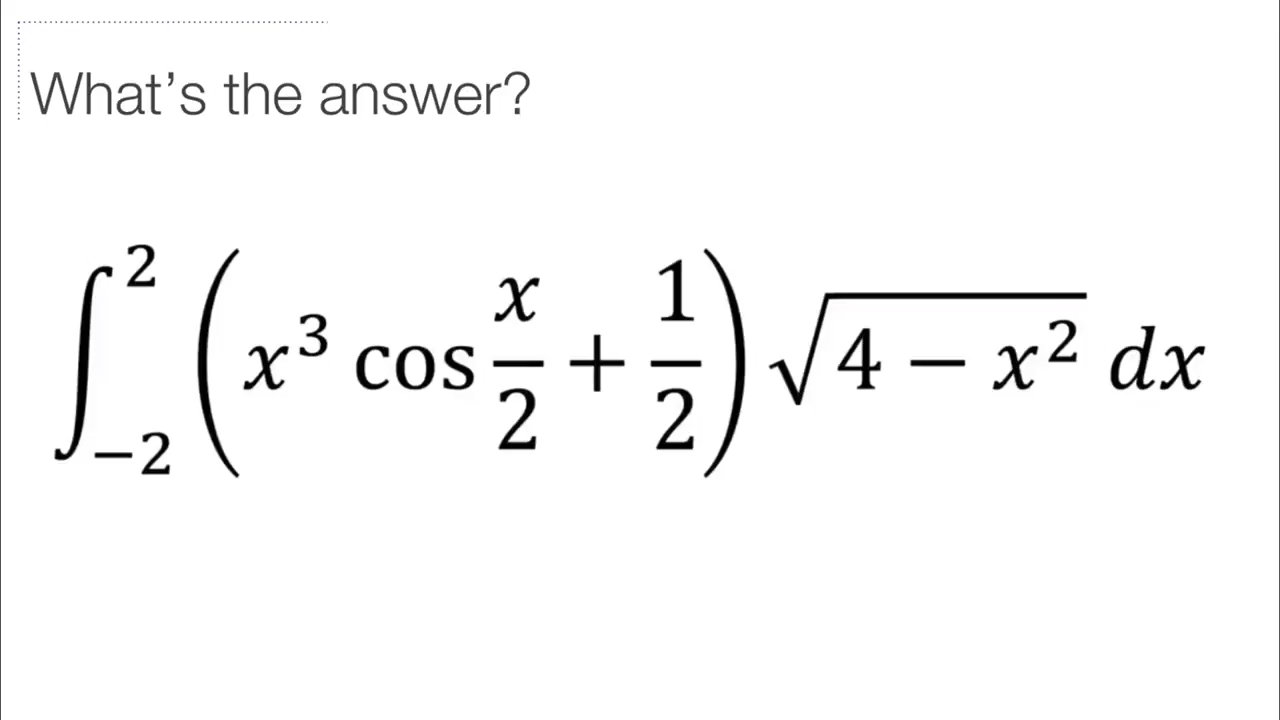 What's the answer?
∫_{-2}^{2} (x³ cos x/2 + 1/2) √(4 − x²) dx